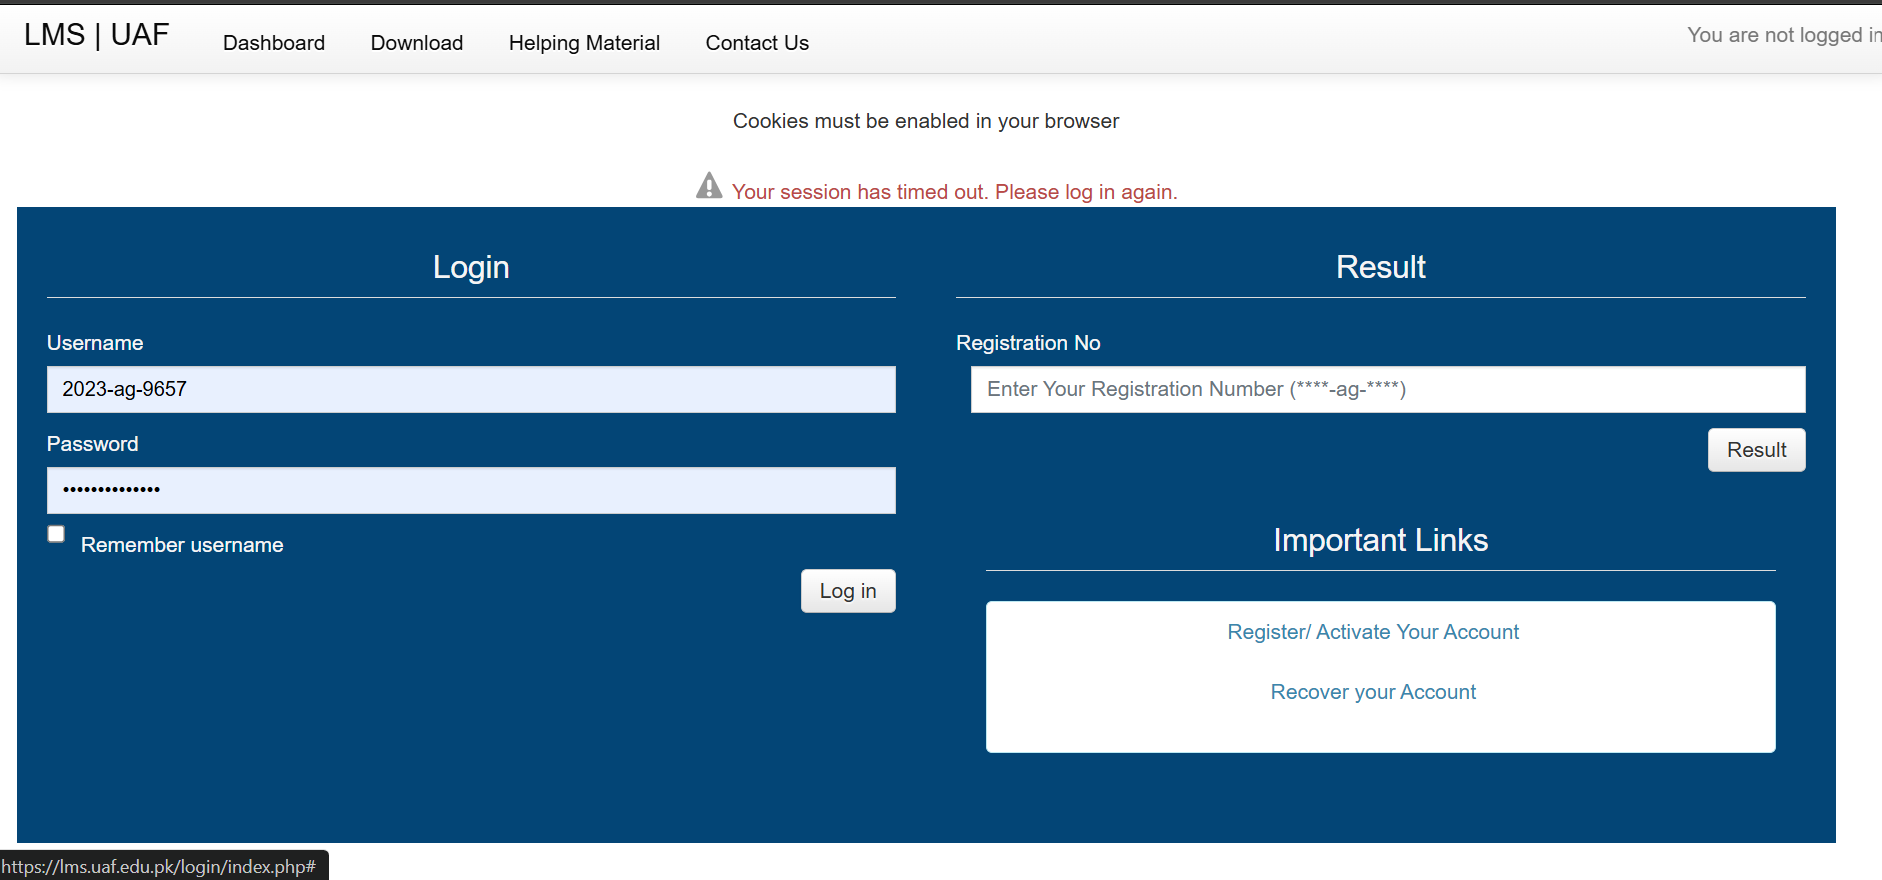 LMS | UAF
Dashboard
Download
Helping Material
Contact Us
You are not logged in
Cookies must be enabled in your browser
Your session has timed out. Please log in again.
Login
Username
2023-ag-9657
Password
••••••••••••••
Remember username
Log in
Result
Registration No
Enter Your Registration Number (****-ag-****)
Result
Important Links
Register/ Activate Your Account
Recover your Account
https://lms.uaf.edu.pk/login/index.php#